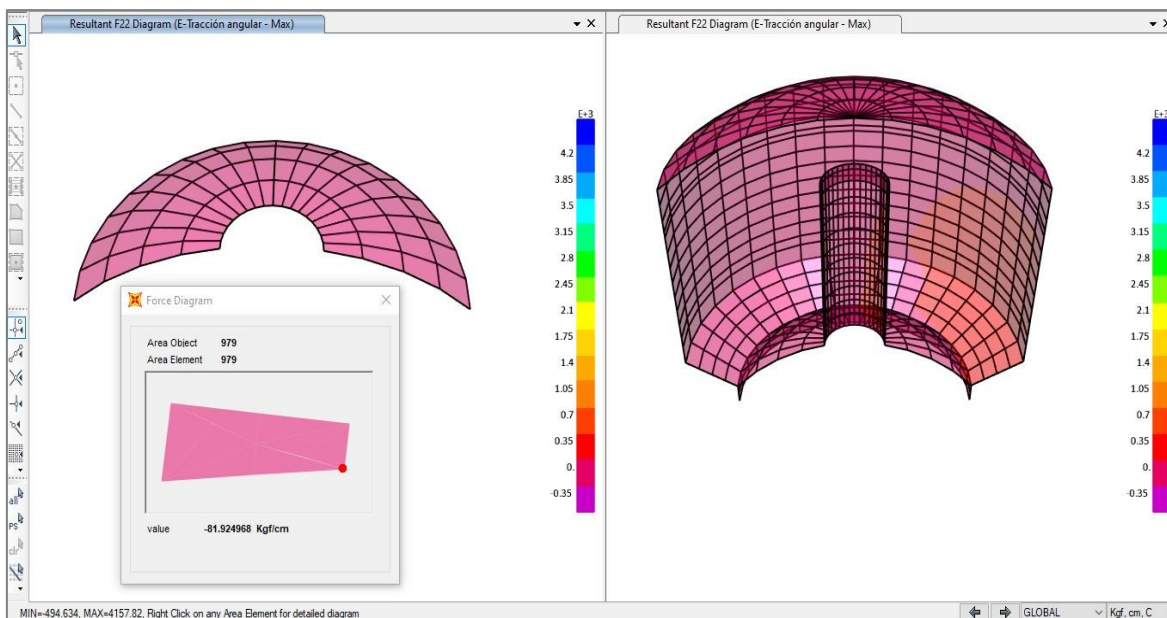 Resultant F22 Diagram (E-Tracción angular - Max)
Resultant F22 Diagram (E-Tracción angular - Max)
E+3
4.2
3.85
3.5
3.15
2.8
2.45
2.1
1.75
1.4
1.05
0.7
0.35
0.
-0.35
E+3
4.2
3.85
3.5
3.15
2.8
2.45
2.1
1.75
1.4
1.05
0.7
0.35
0.
-0.35
Force Diagram
Area Object 979
Area Element 979
value -81.924968 Kgf/cm
all
PS
clr
MIN=-494.634, MAX=4157.82, Right Click on any Area Element for detailed diagram
GLOBAL
Kgf, cm, C